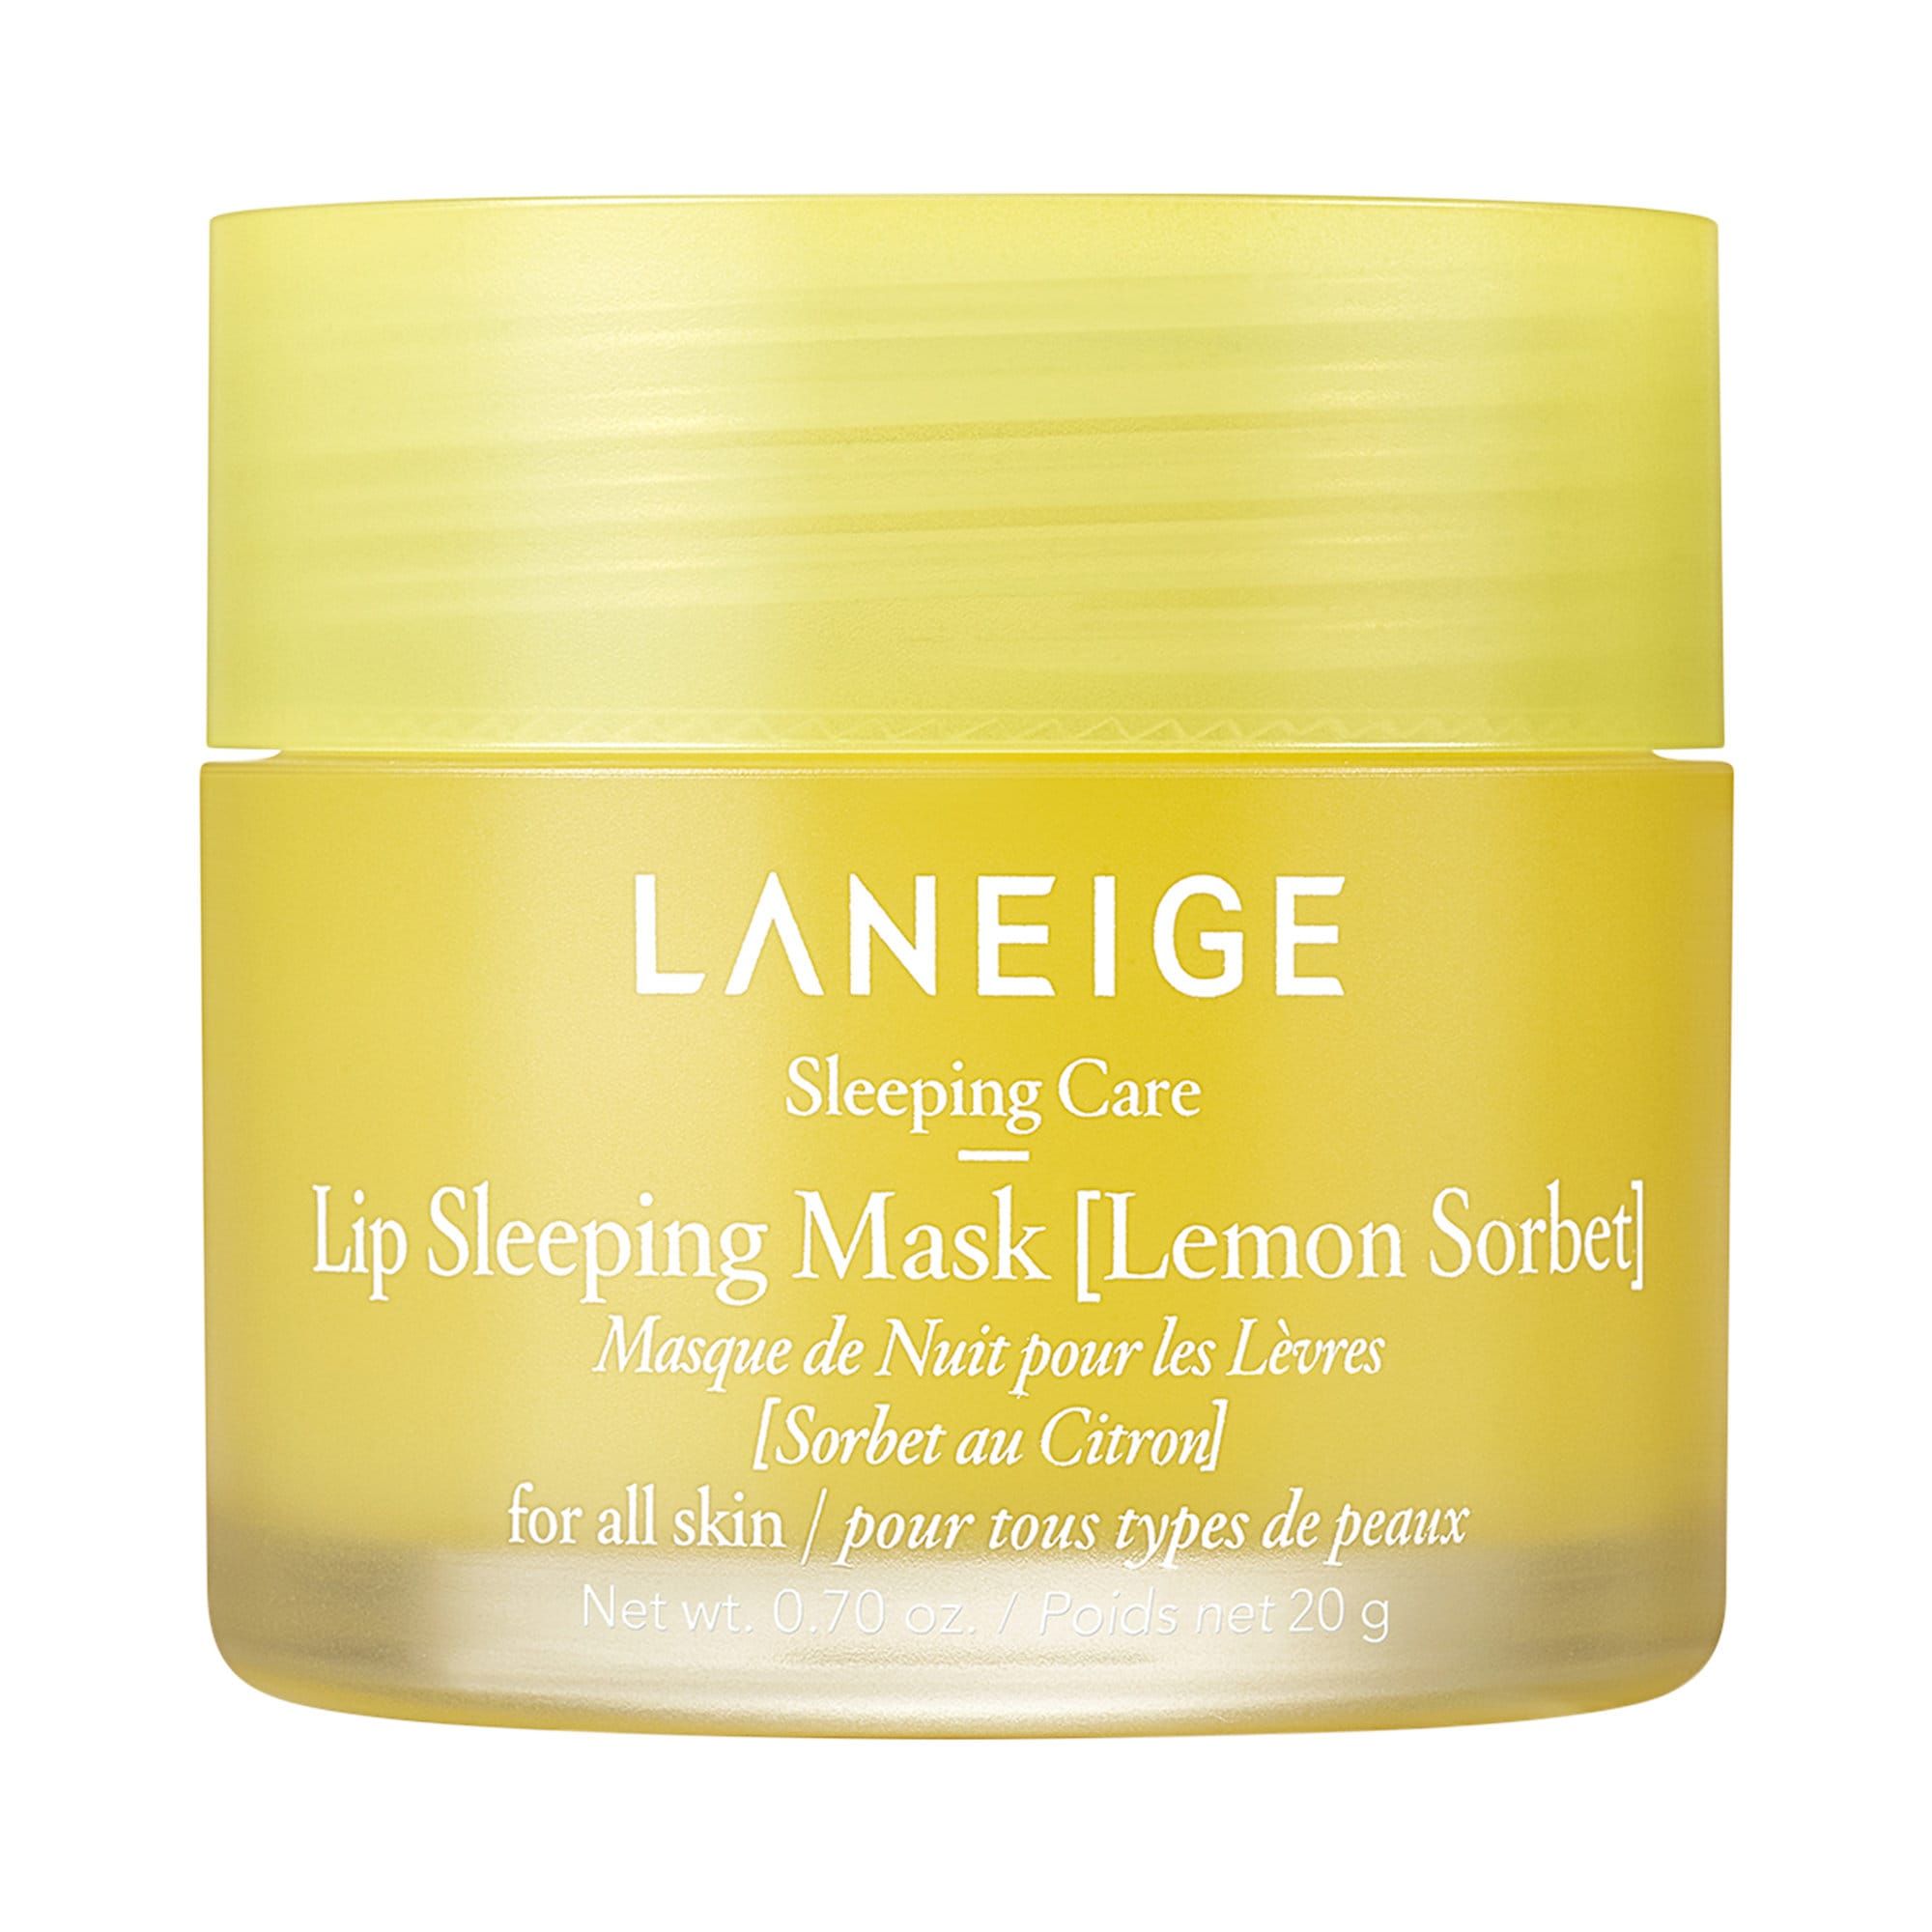 LANEIGE
Sleeping Care
Lip Sleeping Mask [Lemon Sorbet]
Masque de Nuit pour les Lèvres
[Sorbet au Citron]
for all skin / pour tous types de peaux
Net wt. 0.70 oz. / Poids net 20 g